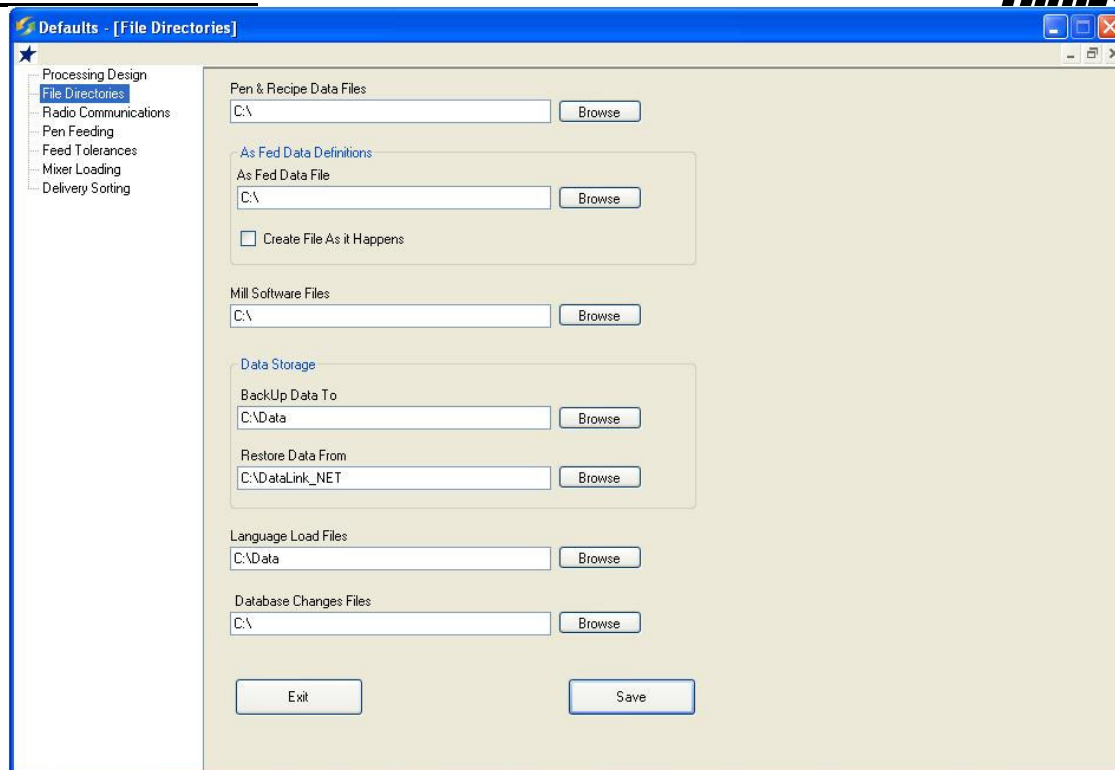 Defaults - [File Directories]
Processing Design
File Directories
Radio Communications
Pen Feeding
Feed Tolerances
Mixer Loading
Delivery Sorting
Pen & Recipe Data Files
C:\
Browse
As Fed Data Definitions
As Fed Data File
C:\
Browse
Create File As it Happens
Mill Software Files
C:\
Browse
Data Storage
BackUp Data To
C:\Data
Browse
Restore Data From
C:\DataLink_NET
Browse
Language Load Files
C:\Data
Browse
Database Changes Files
C:\
Browse
Exit
Save